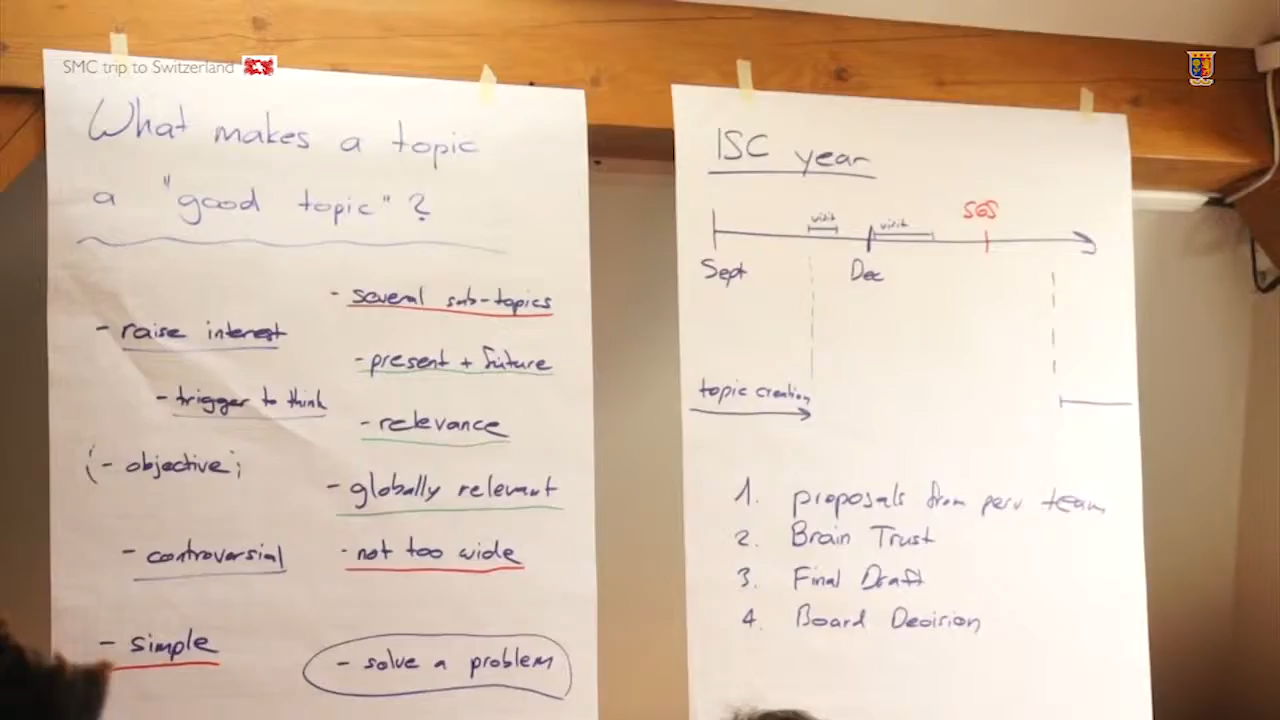 SMC trip to Switzerland
What makes a topic
a "good topic"?
- several sub-topics
- raise interest
- present + future
- trigger to think
- relevance
(- objective)
- globally relevant
- controversial
- not too wide
- simple
- solve a problem
ISC year
visit
visit
SGS
Sept
Dec
topic creation
1. proposals from perv team
2. Brain Trust
3. Final Draft
4. Board Decision